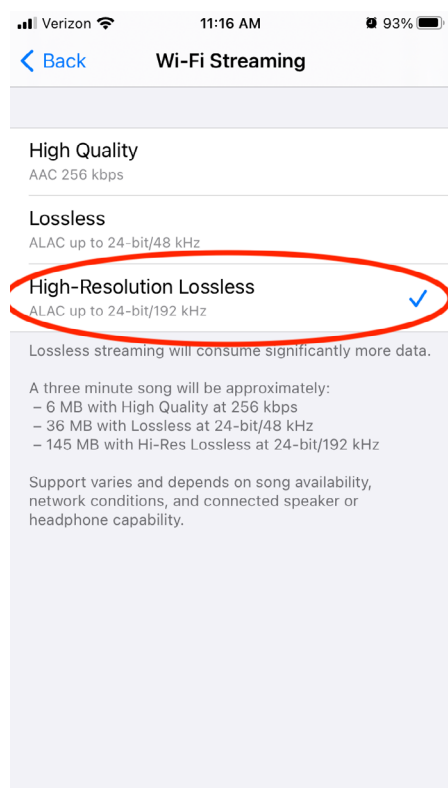 Verizon 11:16 AM 93%
Back Wi-Fi Streaming
High Quality
AAC 256 kbps
Lossless
ALAC up to 24-bit/48 kHz
High-Resolution Lossless
ALAC up to 24-bit/192 kHz
Lossless streaming will consume significantly more data.
A three minute song will be approximately:
– 6 MB with High Quality at 256 kbps
– 36 MB with Lossless at 24-bit/48 kHz
– 145 MB with Hi-Res Lossless at 24-bit/192 kHz
Support varies and depends on song availability,
network conditions, and connected speaker or
headphone capability.